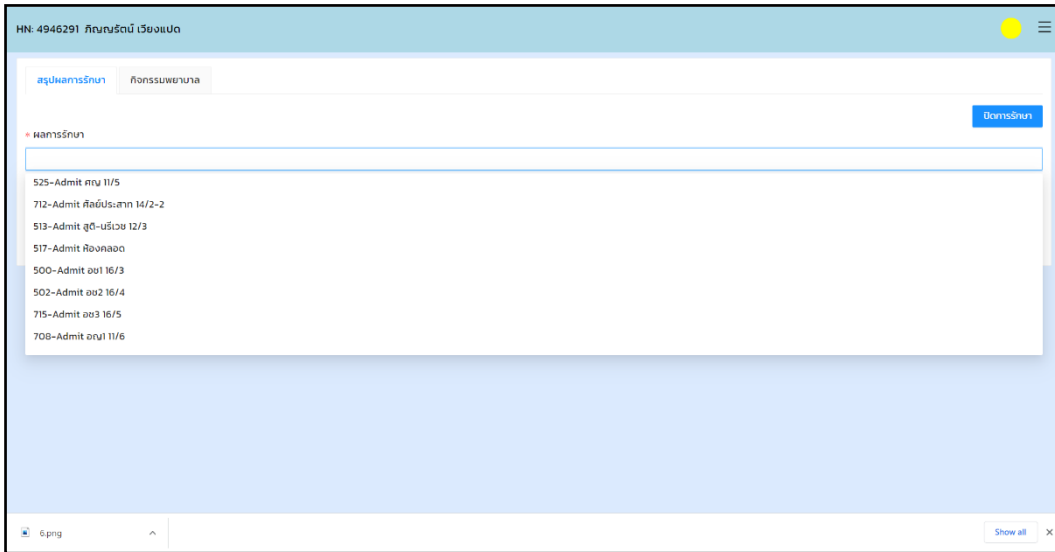 HN: 4946291 ภิญญรัตน์ เวียงแปด
สรุปผลการรักษา กิจกรรมพยาบาล
ปิดการรักษา
* ผลการรักษา
525-Admit ศญ 11/5
712-Admit ศัลย์ประสาท 14/2-2
513-Admit สูติ-นรีเวช 12/3
517-Admit ห้องคลอด
500-Admit อช1 16/3
502-Admit อช2 16/4
715-Admit อช3 16/5
708-Admit อญ1 11/6
6.png
Show all